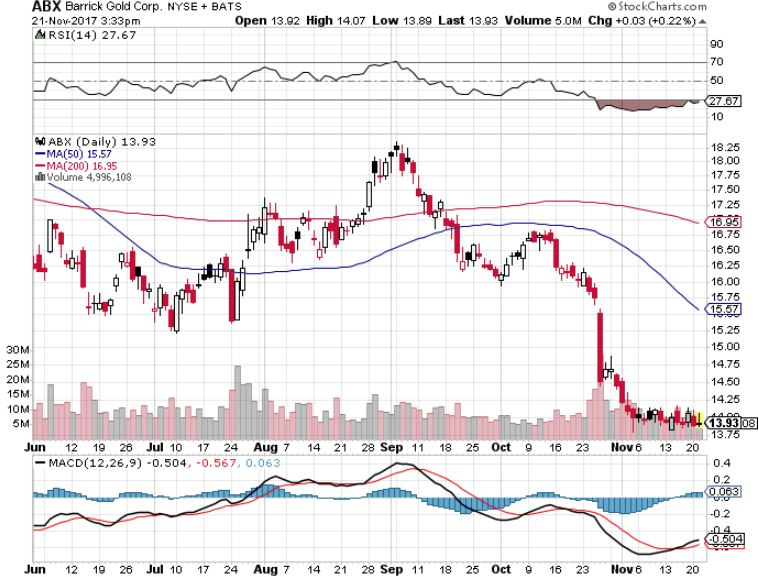 ABX Barrick Gold Corp. NYSE + BATS © StockCharts.com
21-Nov-2017 3:33pm Open 13.92 High 14.07 Low 13.89 Last 13.93 Volume 5.0M Chg +0.03 (+0.22%)
RSI(14) 27.67
90
70
50
27.67
10
ABX (Daily) 13.93
MA(50) 15.57
MA(200) 16.95
Volume 4,996,108
18.25
18.00
17.75
17.50
17.25
16.95
16.75
16.50
16.25
16.00
15.75
15.57
15.25
15.00
14.75
14.50
14.25
13.93
13.75
30M
25M
20M
15M
10M
5M
Jun 12 19 26 Jul 10 17 24 Aug 7 14 21 28 Sep 11 18 25 Oct 9 16 23 Nov 6 13 20
MACD(12,26,9) -0.504, -0.567, 0.063
0.4
0.2
0.063
-0.2
-0.4
-0.504
Jun 12 19 26 Jul 10 17 24 Aug 7 14 21 28 Sep 11 18 25 Oct 9 16 23 Nov 6 13 20